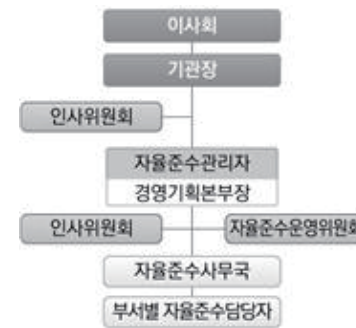 이사회
기관장
인사위원회
자율준수관리자
경영기획본부장
인사위원회
자율준수운영위원회
자율준수사무국
부서별 자율준수담당자